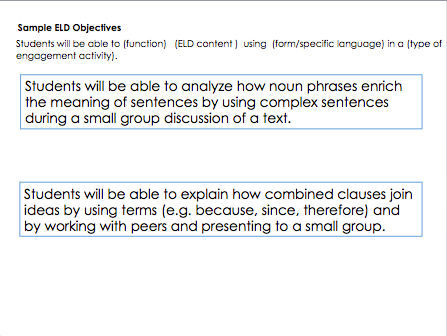 Sample ELD Objectives
Students will be able to (function) (ELD content ) using (form/specific language) in a (type of
engagement activity).
Students will be able to analyze how noun phrases enrich
the meaning of sentences by using complex sentences
during a small group discussion of a text.
Students will be able to explain how combined clauses join
ideas by using terms (e.g. because, since, therefore) and
by working with peers and presenting to a small group.